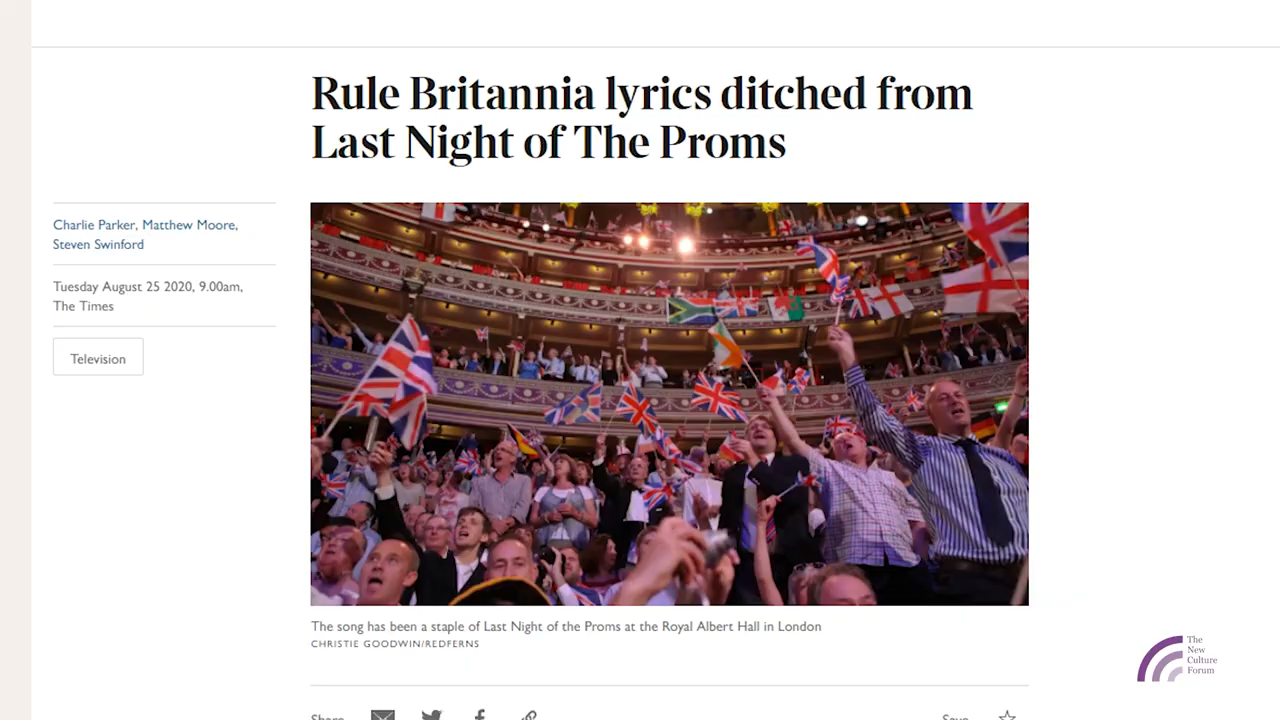 Rule Britannia lyrics ditched from
Last Night of The Proms
Charlie Parker, Matthew Moore,
Steven Swinford
Tuesday August 25 2020, 9.00am,
The Times
Television
The song has been a staple of Last Night of the Proms at the Royal Albert Hall in London
CHRISTIE GOODWIN/REDFERNS
Share
Save
The
New
Culture
Forum